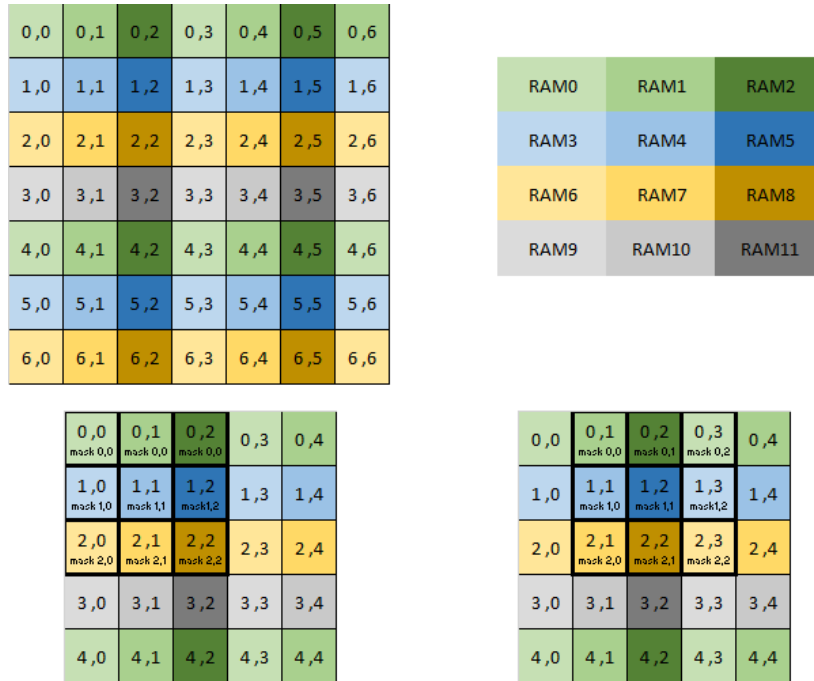 0,0 0,1 0,2 0,3 0,4 0,5 0,6
1,0 1,1 1,2 1,3 1,4 1,5 1,6
2,0 2,1 2,2 2,3 2,4 2,5 2,6
3,0 3,1 3,2 3,3 3,4 3,5 3,6
4,0 4,1 4,2 4,3 4,4 4,5 4,6
5,0 5,1 5,2 5,3 5,4 5,5 5,6
6,0 6,1 6,2 6,3 6,4 6,5 6,6
RAM0 RAM1 RAM2
RAM3 RAM4 RAM5
RAM6 RAM7 RAM8
RAM9 RAM10 RAM11
0,0 0,1 0,2 0,3 0,4
mask 0,0 mask 0,0 mask 0,0
1,0 1,1 1,2 1,3 1,4
mask 1,0 mask 1,1 mask1,2
2,0 2,1 2,2 2,3 2,4
mask 2,0 mask 2,1 mask 2,2
3,0 3,1 3,2 3,3 3,4
4,0 4,1 4,2 4,3 4,4
0,0 0,1 0,2 0,3 0,4
mask 0,0 mask 0,1 mask 0,2
1,0 1,1 1,2 1,3 1,4
mask 1,0 mask 1,1 mask1,2
2,0 2,1 2,2 2,3 2,4
mask 2,0 mask 2,1 mask 2,2
3,0 3,1 3,2 3,3 3,4
4,0 4,1 4,2 4,3 4,4